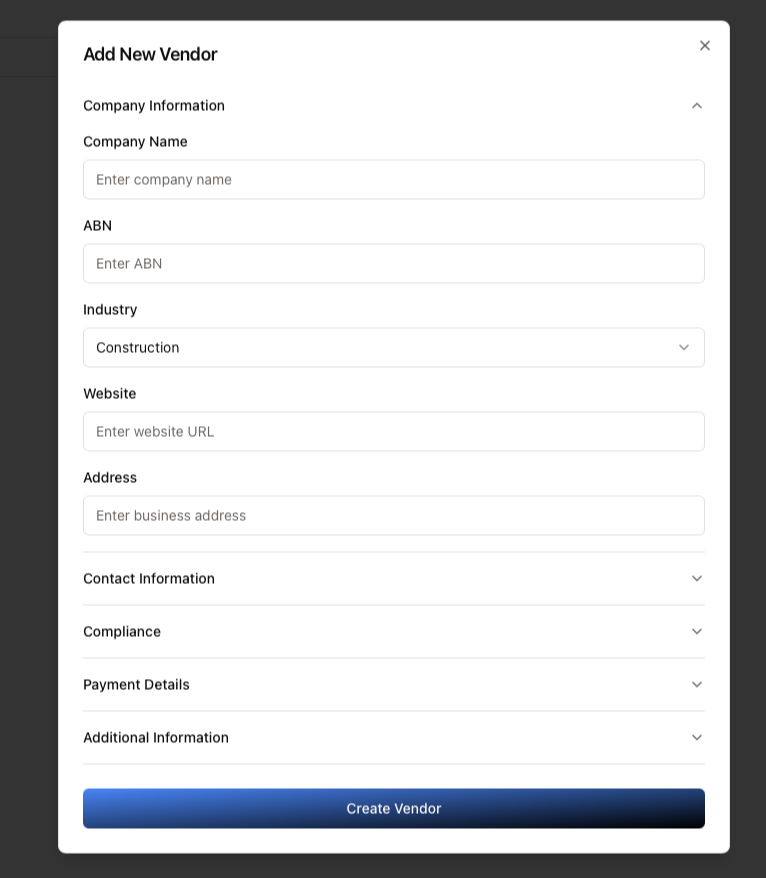 Add New Vendor
Company Information
Company Name
Enter company name
ABN
Enter ABN
Industry
Construction
Website
Enter website URL
Address
Enter business address
Contact Information
Compliance
Payment Details
Additional Information
Create Vendor